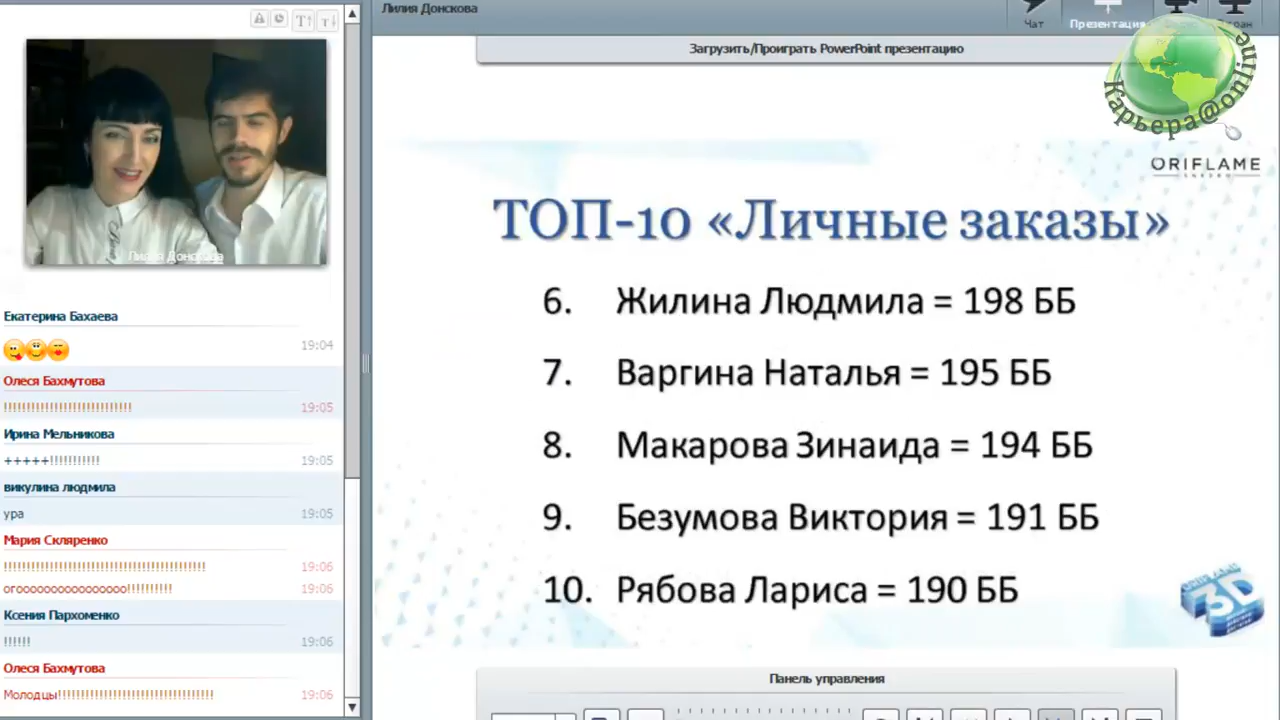 Лилия Донскова
Чат
Презентация
Загрузить/Проиграть PowerPoint презентацию
Карьера@online
ORIFLAME
SWEDEN
T↑
T↓
Лилия Донскова
ТОП-10 «Личные заказы»
6. Жилина Людмила = 198 ББ
7. Варгина Наталья = 195 ББ
8. Макарова Зинаида = 194 ББ
9. Безумова Виктория = 191 ББ
10. Рябова Лариса = 190 ББ
3D
Екатерина Бахаева
19:04
Олеся Бахмутова
!!!!!!!!!!!!!!!!!!!!!!!!!!!! 19:05
Ирина Мельникова
+++++!!!!!!!!!!! 19:05
викулина людмила
ура 19:05
Мария Скляренко
!!!!!!!!!!!!!!!!!!!!!!!!!!!!!!!!!!!!!!!!!!!! 19:06
огооооооооооооооо!!!!!!!!!! 19:06
Ксения Пархоменко
!!!!!! 19:06
Олеся Бахмутова
Молодцы!!!!!!!!!!!!!!!!!!!!!!!!!!!!!!!!!! 19:06
Панель управления